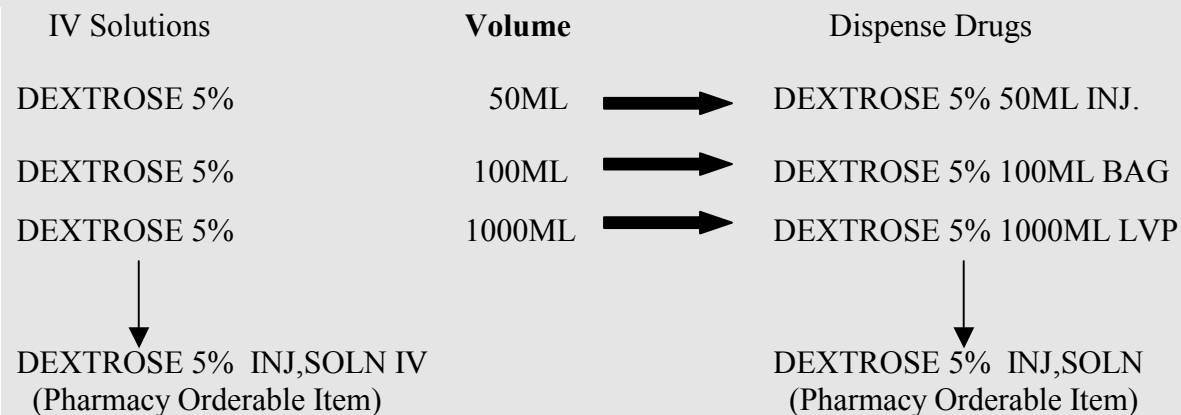 IV Solutions Volume Dispense Drugs
DEXTROSE 5% 50ML DEXTROSE 5% 50ML INJ.
DEXTROSE 5% 100ML DEXTROSE 5% 100ML BAG
DEXTROSE 5% 1000ML DEXTROSE 5% 1000ML LVP
DEXTROSE 5% INJ,SOLN IV DEXTROSE 5% INJ,SOLN
(Pharmacy Orderable Item) (Pharmacy Orderable Item)